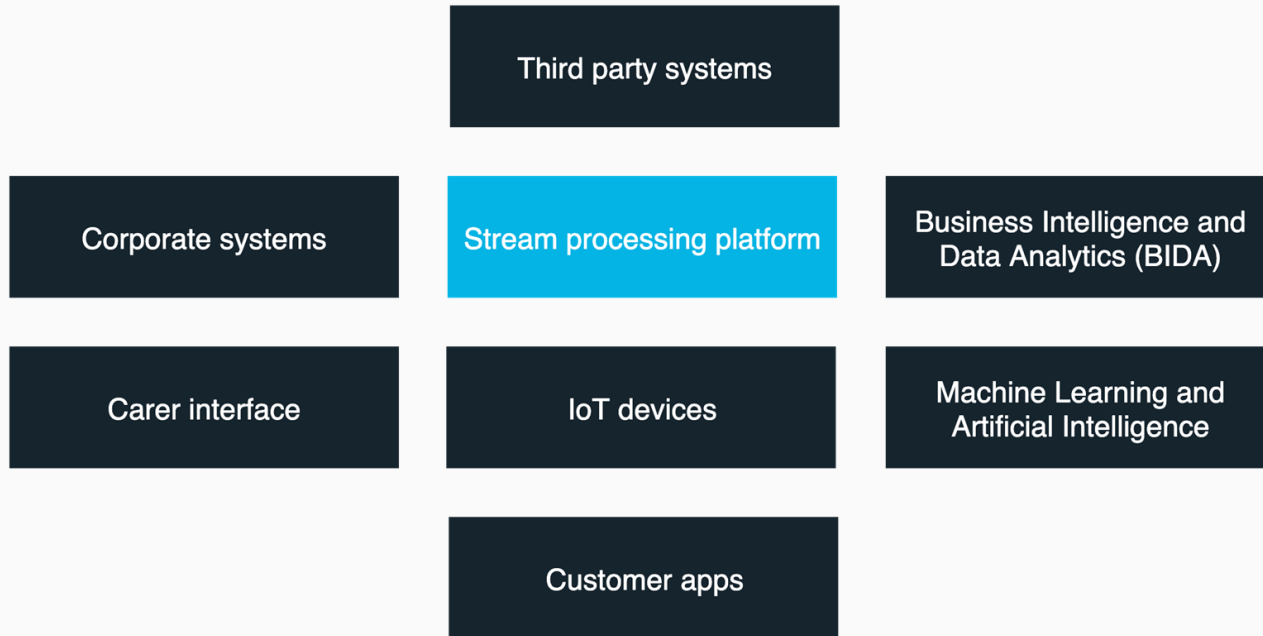 Third party systems
Corporate systems
Stream processing platform
Business Intelligence and
Data Analytics (BIDA)
Carer interface
IoT devices
Machine Learning and
Artificial Intelligence
Customer apps